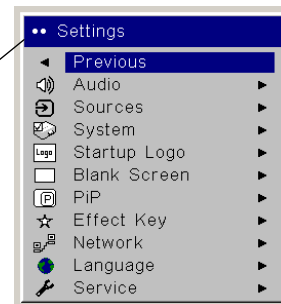 Settings
Previous
Audio
Sources
System
Logo Startup Logo
Blank Screen
P PiP
Effect Key
Network
Language
Service